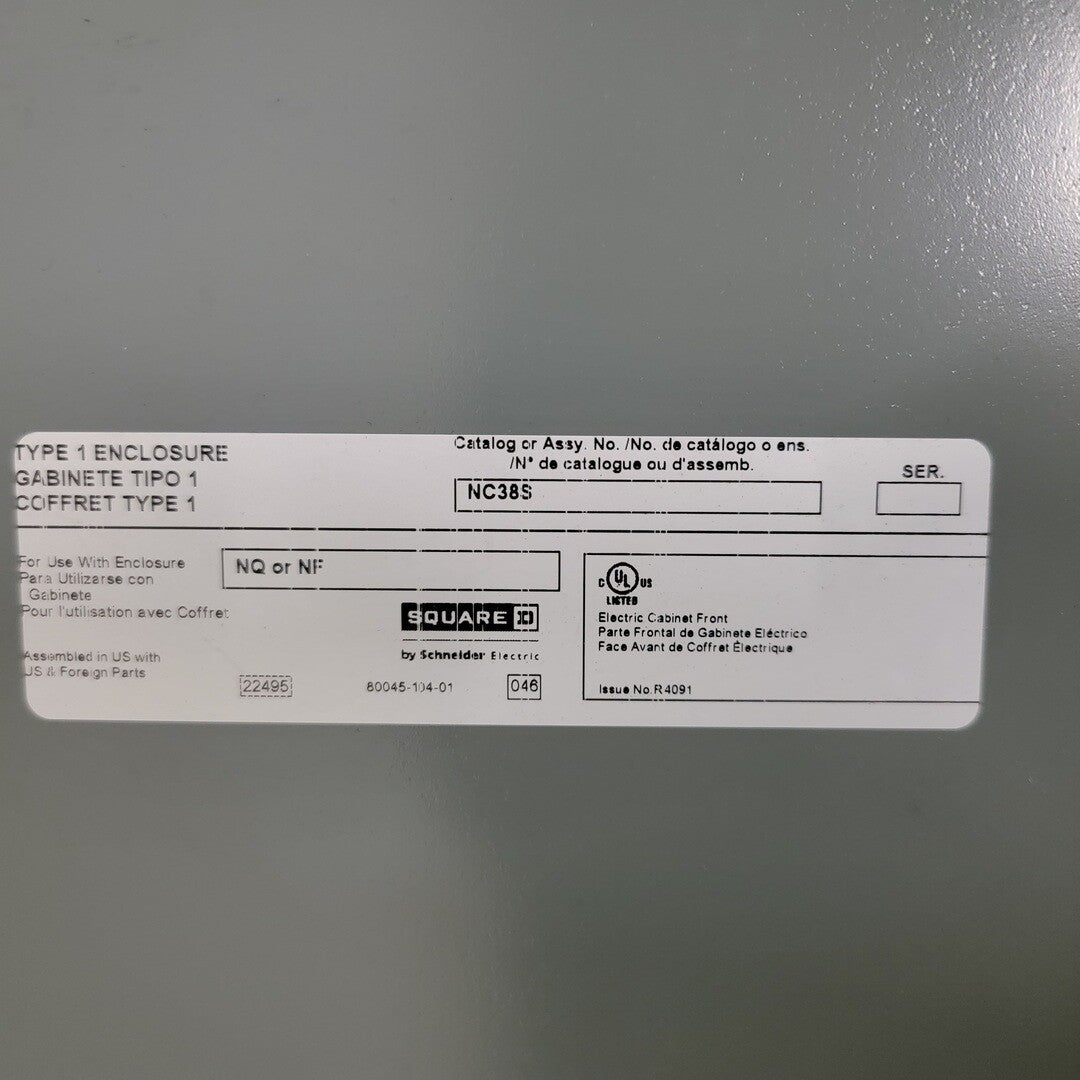 TYPE 1 ENCLOSURE
GABINETE TIPO 1
COFFRET TYPE 1
Catalog or Assy. No. /No. de catálogo o ens.
/N° de catalogue ou d'assemb.
NC38S
SER.
For Use With Enclosure
Para Utilizarse con
Gabinete
Pour l'utilisation avec Coffret
NQ or NF
SQUARE D
by Schneider Electric
Assembled in US with
US & Foreign Parts
22495
80045-104-01
046
C UL US
LISTED
Electric Cabinet Front
Parte Frontal de Gabinete Eléctrico
Face Avant de Coffret Électrique
Issue No.R4091